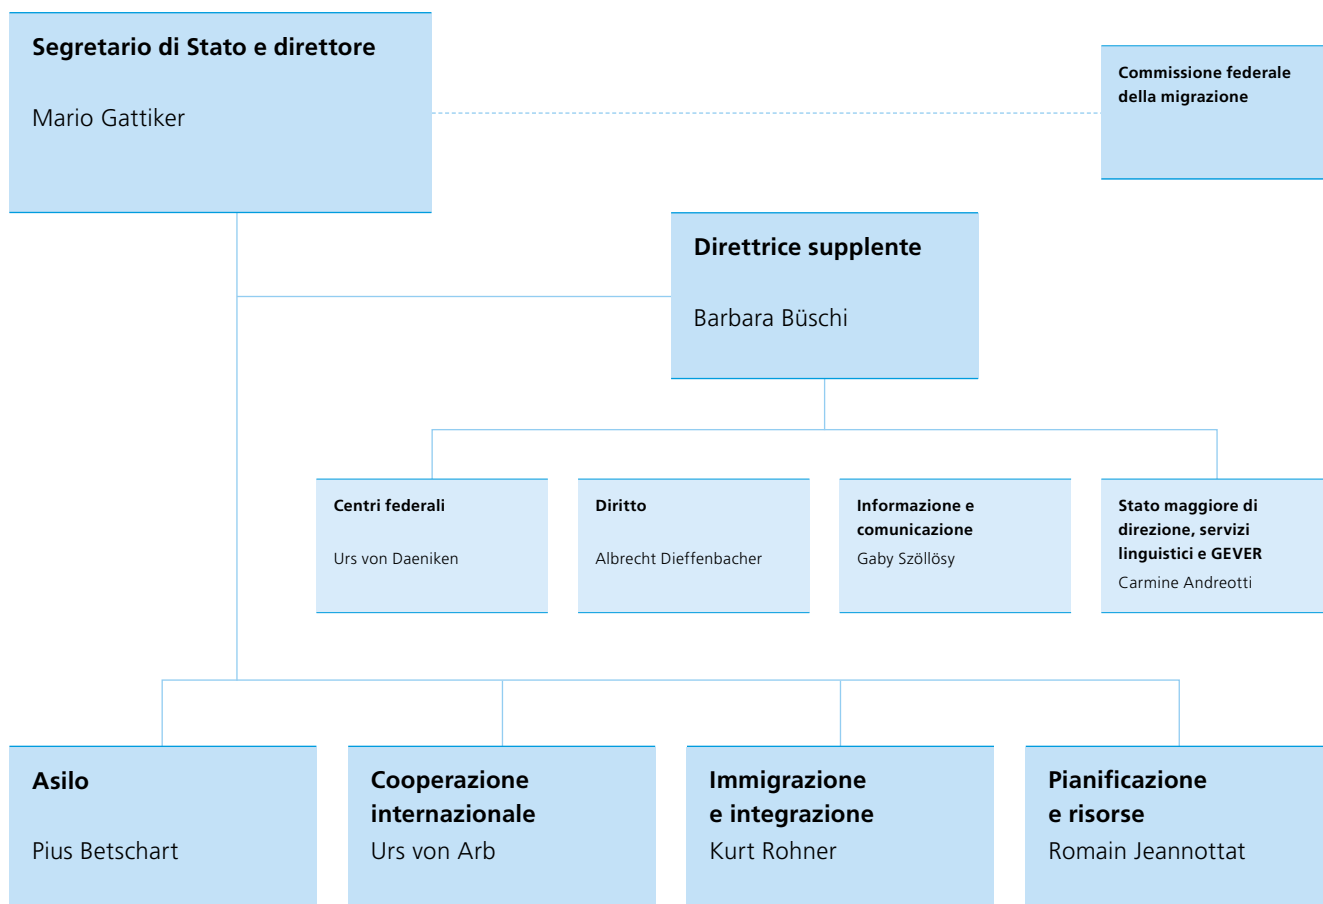 Segretario di Stato e direttore
Mario Gattiker
Commissione federale
della migrazione
Direttrice supplente
Barbara Büschi
Centri federali
Urs von Daeniken
Diritto
Albrecht Dieffenbacher
Informazione e
comunicazione
Gaby Szöllösy
Stato maggiore di
direzione, servizi
linguistici e GEVER
Carmine Andreotti
Asilo
Pius Betschart
Cooperazione
internazionale
Urs von Arb
Immigrazione
e integrazione
Kurt Rohner
Pianificazione
e risorse
Romain Jeannottat